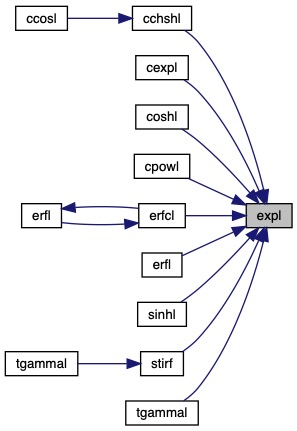 ccosl
cchshl
cexpl
coshl
cpowl
erfl
erfcl
expl
erfl
sinhl
tgammal
stirf
tgammal